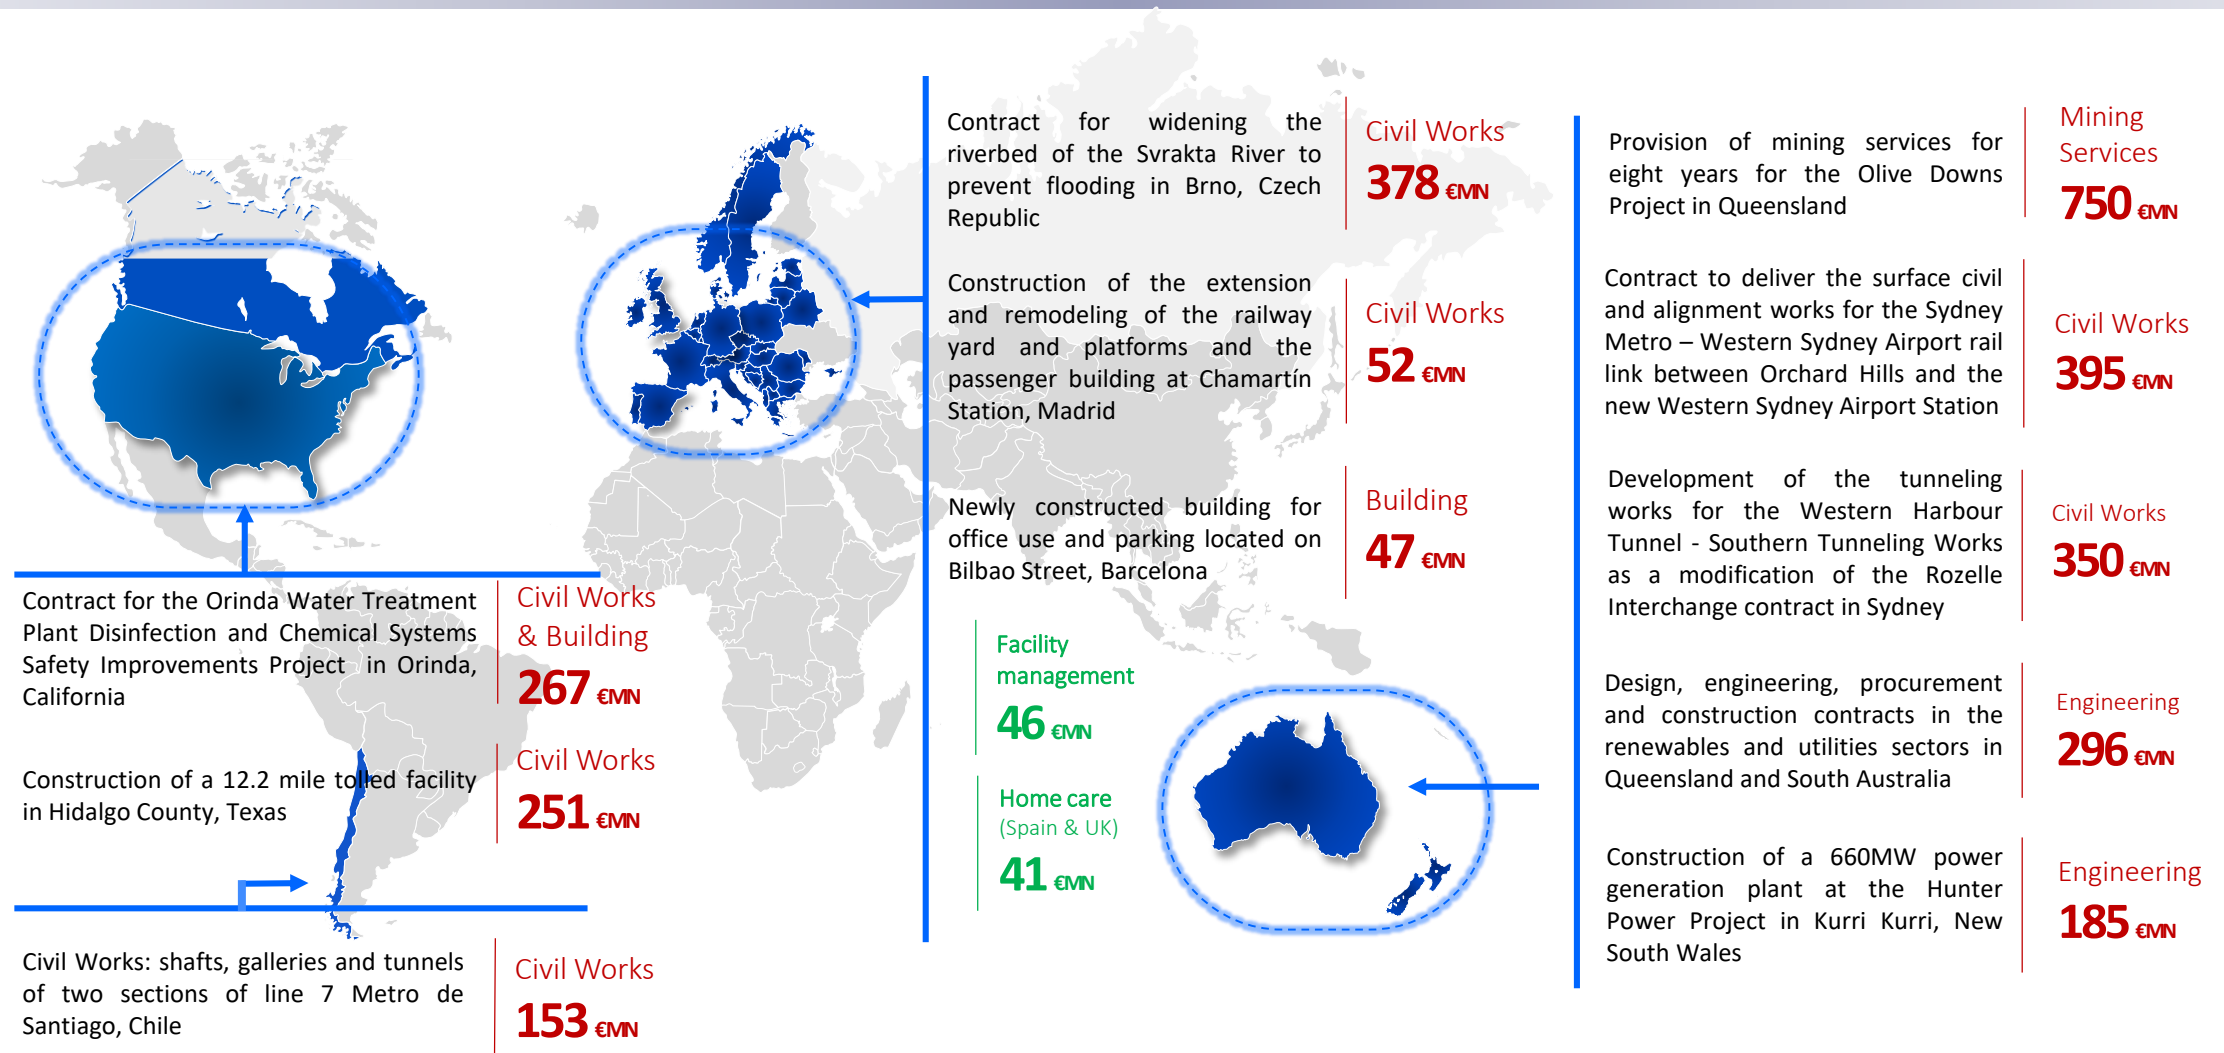 Contract for the Orinda Water Treatment
Plant Disinfection and Chemical Systems
Safety Improvements Project in Orinda,
California
Civil Works
& Building
267 €MN
Construction of a 12.2 mile tolled facility
in Hidalgo County, Texas
Civil Works
251 €MN
Civil Works: shafts, galleries and tunnels
of two sections of line 7 Metro de
Santiago, Chile
Civil Works
153 €MN
Contract for widening the
riverbed of the Svrakta River to
prevent flooding in Brno, Czech
Republic
Civil Works
378 €MN
Construction of the extension
and remodeling of the railway
yard and platforms and the
passenger building at Chamartín
Station, Madrid
Civil Works
52 €MN
Newly constructed building for
office use and parking located on
Bilbao Street, Barcelona
Building
47 €MN
Facility
management
46 €MN
Home care
(Spain & UK)
41 €MN
Provision of mining services for
eight years for the Olive Downs
Project in Queensland
Mining
Services
750 €MN
Contract to deliver the surface civil
and alignment works for the Sydney
Metro – Western Sydney Airport rail
link between Orchard Hills and the
new Western Sydney Airport Station
Civil Works
395 €MN
Development of the tunneling
works for the Western Harbour
Tunnel - Southern Tunneling Works
as a modification of the Rozelle
Interchange contract in Sydney
Civil Works
350 €MN
Design, engineering, procurement
and construction contracts in the
renewables and utilities sectors in
Queensland and South Australia
Engineering
296 €MN
Construction of a 660MW power
generation plant at the Hunter
Power Project in Kurri Kurri, New
South Wales
Engineering
185 €MN